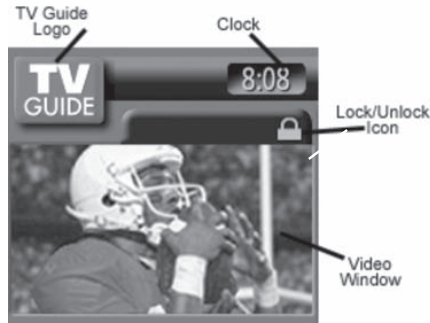 TV Guide
Logo
Clock
TV
GUIDE
8:08
Lock/Unlock
Icon
Video
Window